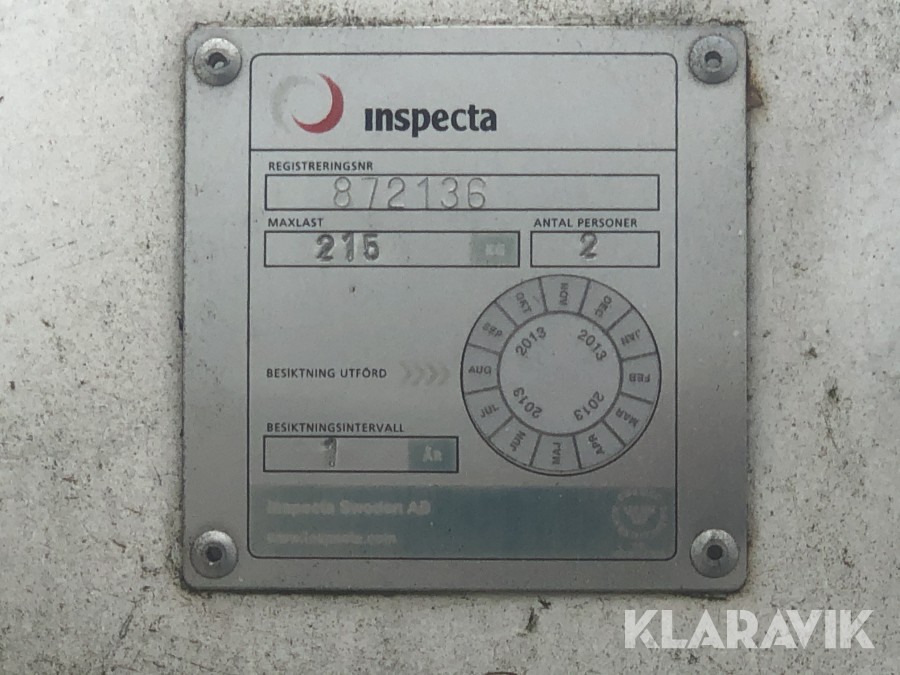 ınspecta
REGISTRERINGSNR
872136
MAXLAST
ANTAL PERSONER
215 KG
2
OKT NOV DEC JAN FEB MAR APR MAJ JUN JUL AUG SEP
2013 2013 2013 2013
BESIKTNING UTFÖRD
BESIKTNINGSINTERVALL
1 ÅR
Inspecta Sweden AB
www.inspecta.com
KLARAVIK